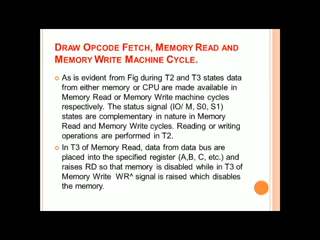 DRAW OPCODE FETCH, MEMORY READ AND
MEMORY WRITE MACHINE CYCLE.
As is evident from Fig during T2 and T3 states data
from either memory or CPU are made available in
Memory Read or Memory Write machine cycles
respectively. The status signal (IO/ M, S0, S1)
states are complementary in nature in Memory
Read and Memory Write cycles. Reading or writing
operations are performed in T2.
In T3 of Memory Read, data from data bus are
placed into the specified register (A,B, C, etc.) and
raises RD so that memory is disabled while in T3 of
Memory Write WR^ signal is raised which disables
the memory.